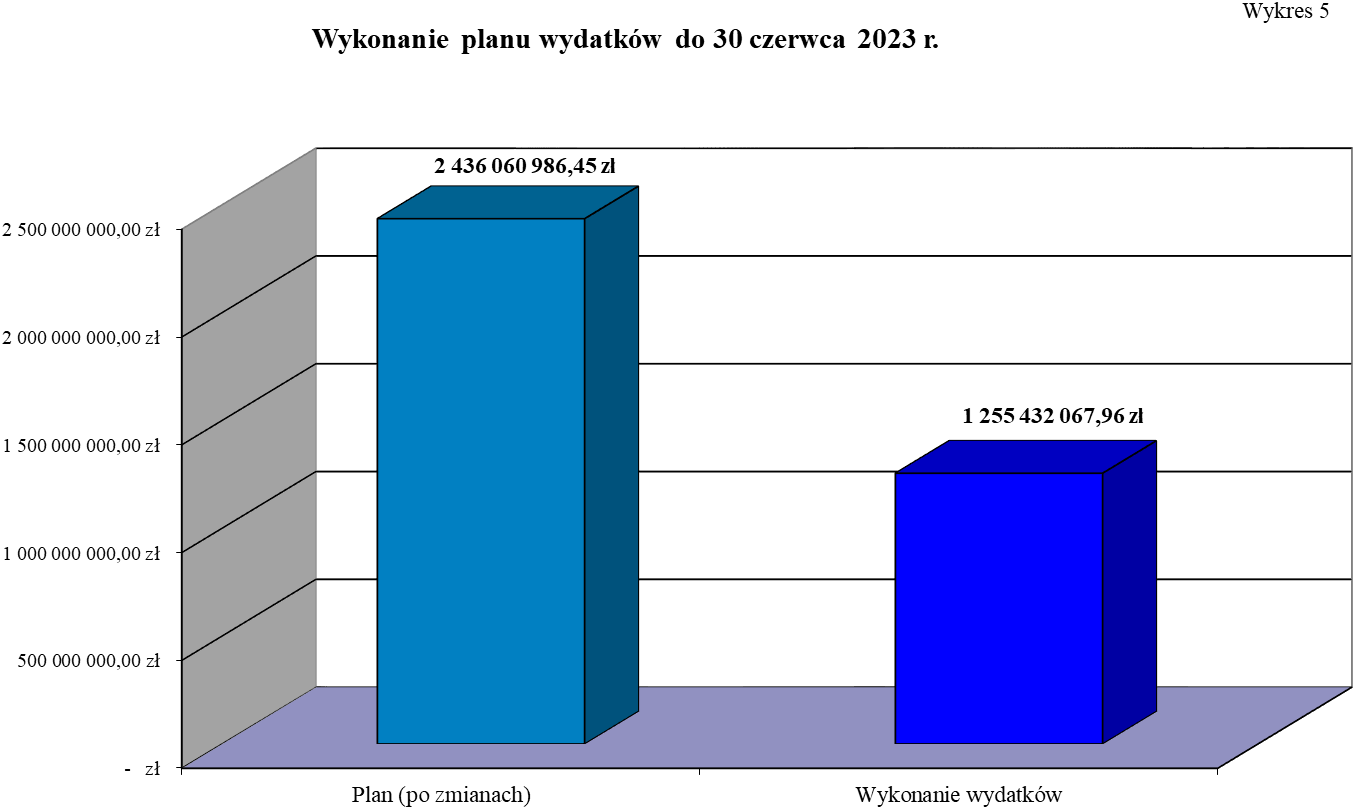 Wykres 5
Wykonanie planu wydatków do 30 czerwca 2023 r.
2 436 060 986,45 zł
2 500 000 000,00 zł
2 000 000 000,00 zł
1 255 432 067,96 zł
1 500 000 000,00 zł
1 000 000 000,00 zł
500 000 000,00 zł
- zł
Plan (po zmianach)
Wykonanie wydatków